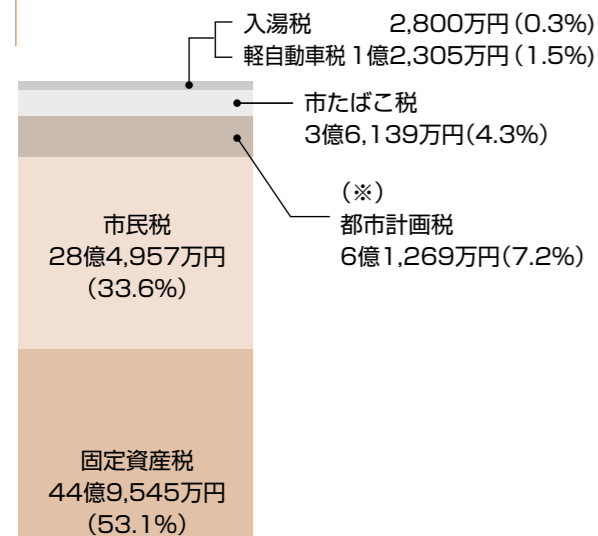 入湯税 2,800万円(0.3%)
軽自動車税 1億2,305万円(1.5%)
市たばこ税
3億6,139万円(4.3%)
(※)
都市計画税
6億1,269万円(7.2%)
市民税
28億4,957万円
(33.6%)
固定資産税
44億9,545万円
(53.1%)